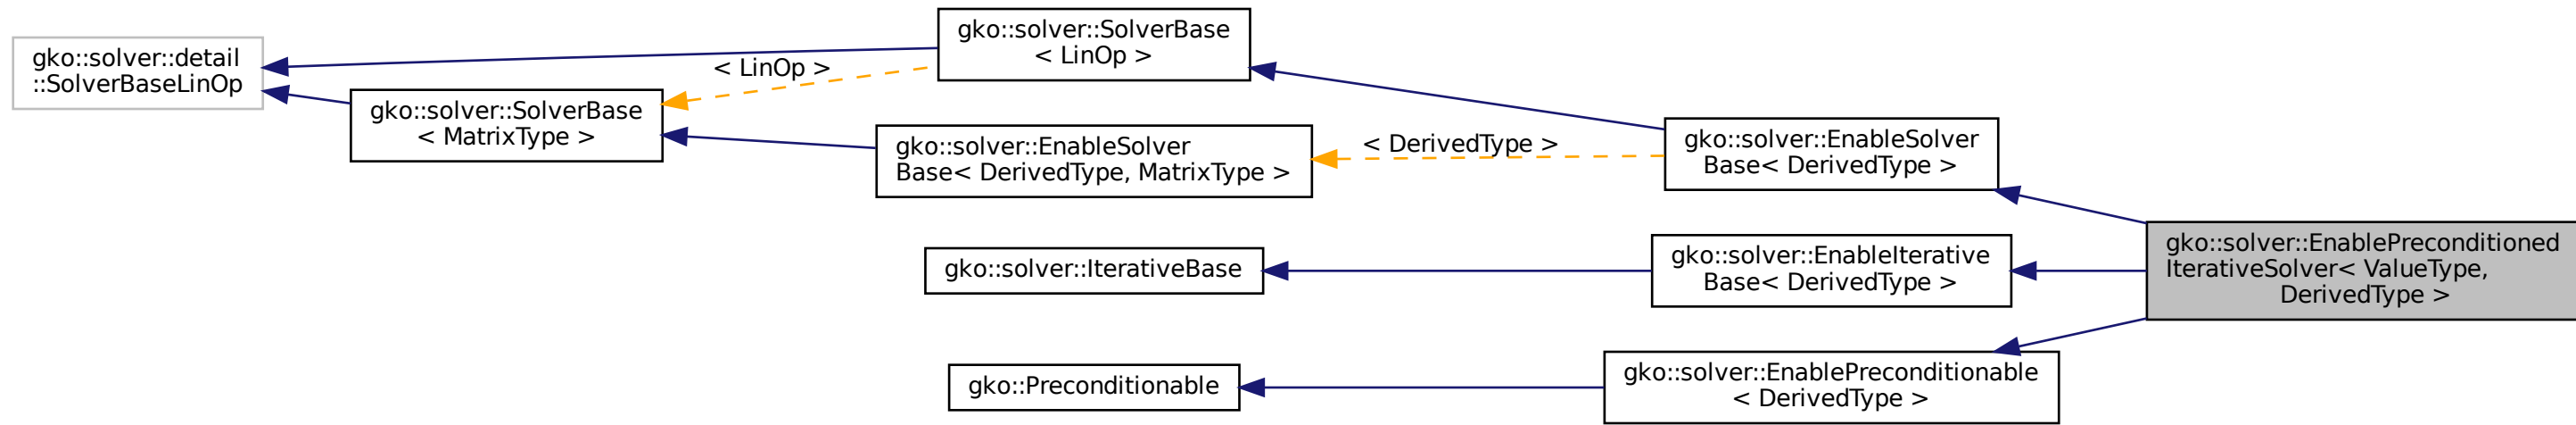 gko::solver::detail
::SolverBaseLinOp
gko::solver::SolverBase
< LinOp >
< LinOp >
gko::solver::SolverBase
< MatrixType >
gko::solver::EnableSolver
Base< DerivedType, MatrixType >
< DerivedType >
gko::solver::EnableSolver
Base< DerivedType >
gko::solver::IterativeBase
gko::solver::EnableIterative
Base< DerivedType >
gko::solver::EnablePreconditioned
IterativeSolver< ValueType,
DerivedType >
gko::Preconditionable
gko::solver::EnablePreconditionable
< DerivedType >